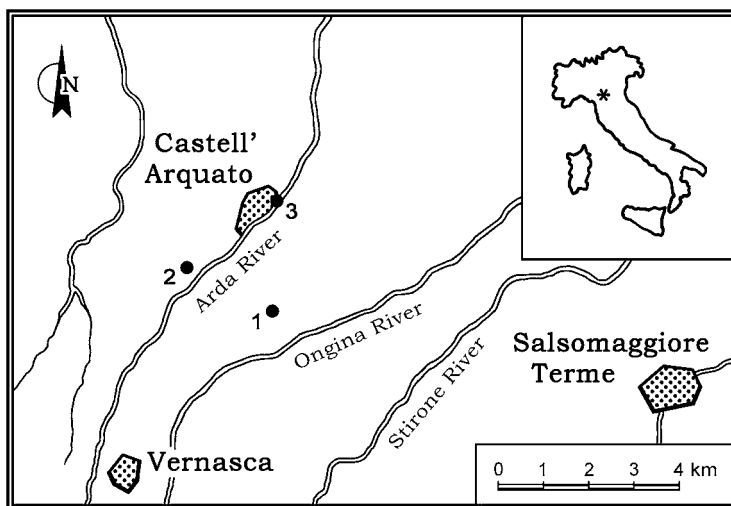 N
Castell'
Arquato
3
2
Arda River
1
Ongina River
Stirone River
Salsomaggiore
Terme
Vernasca
0 1 2 3 4 km
*